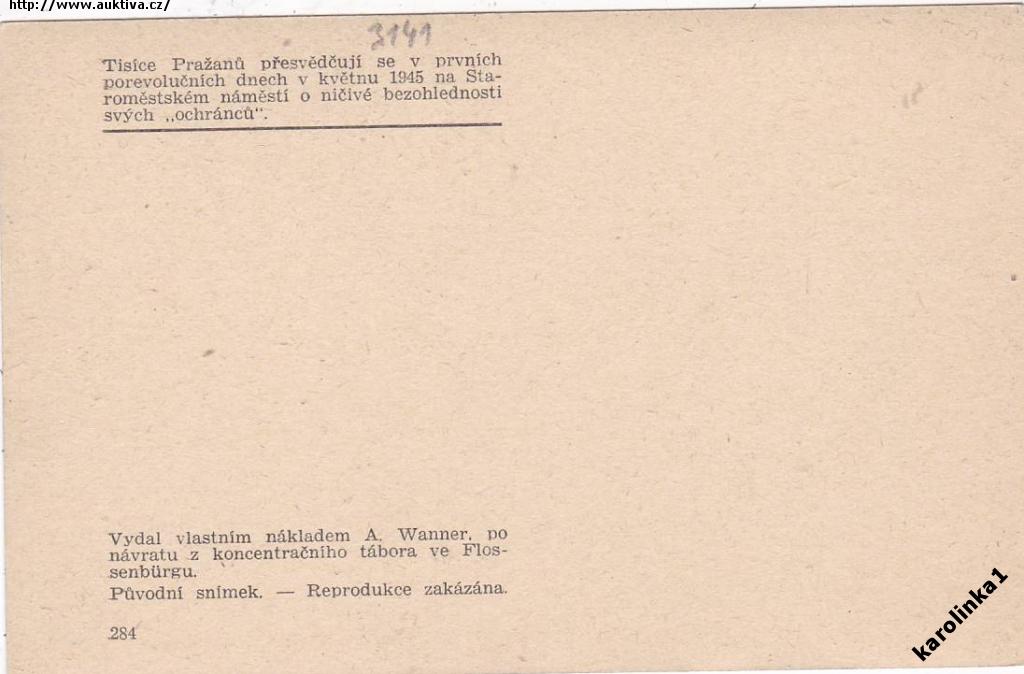 http://www.auktiva.cz/
3141
Tisíce Pražanů přesvědčují se v prvních
porevolučních dnech v květnu 1945 na Sta-
roměstském náměstí o ničivé bezohlednosti
svých „ochránců“.
Vydal vlastním nákladem A. Wanner, po
návratu z koncentračního tábora ve Flos-
senbürgu.
Původní snímek. — Reprodukce zakázána.
284
karolinka1